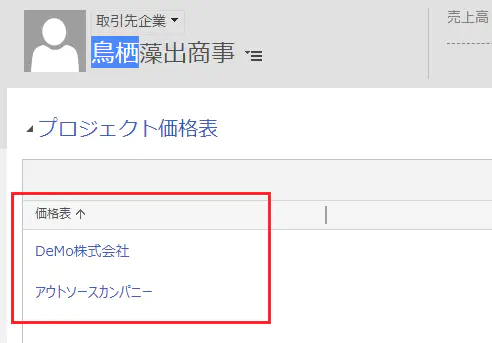 取引先企業
鳥栖藻出商事
売上高
プロジェクト価格表
価格表
DeMo株式会社
アウトソースカンパニー